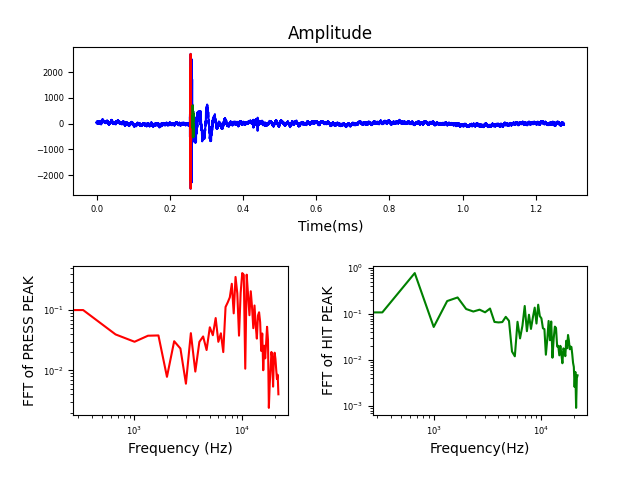 Amplitude
2000
1000
0
−1000
−2000
0.0 0.2 0.4 0.6 0.8 1.0 1.2
Time(ms)
FFT of PRESS PEAK
10⁻¹
10⁻²
10³ 10⁴
Frequency (Hz)
FFT of HIT PEAK
10⁰
10⁻¹
10⁻²
10⁻³
10³ 10⁴
Frequency(Hz)